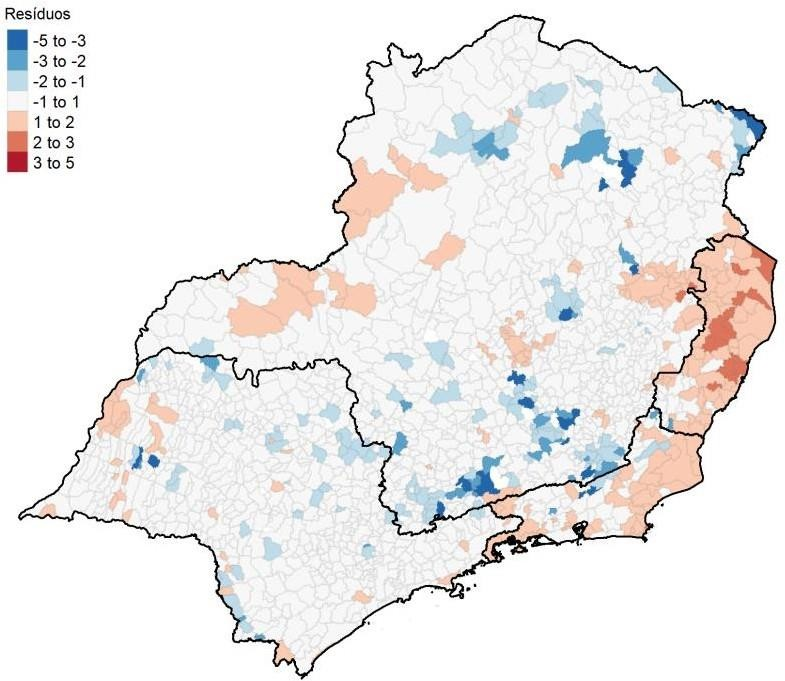 Resíduos
-5 to -3
-3 to -2
-2 to -1
-1 to 1
1 to 2
2 to 3
3 to 5